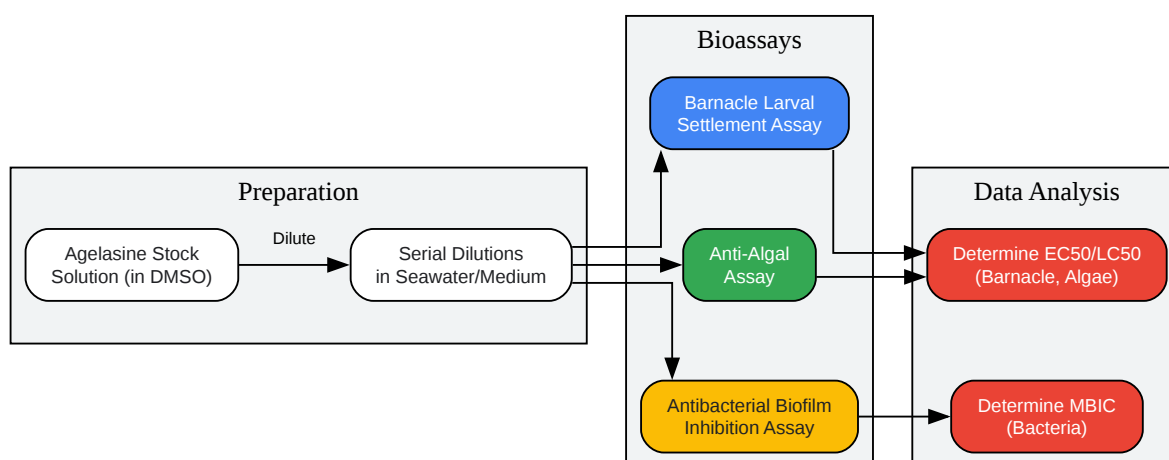 Preparation
Agelasine Stock
Solution (in DMSO)
Dilute
Serial Dilutions
in Seawater/Medium
Bioassays
Barnacle Larval
Settlement Assay
Anti-Algal
Assay
Antibacterial Biofilm
Inhibition Assay
Data Analysis
Determine EC50/LC50
(Barnacle, Algae)
Determine MBIC
(Bacteria)